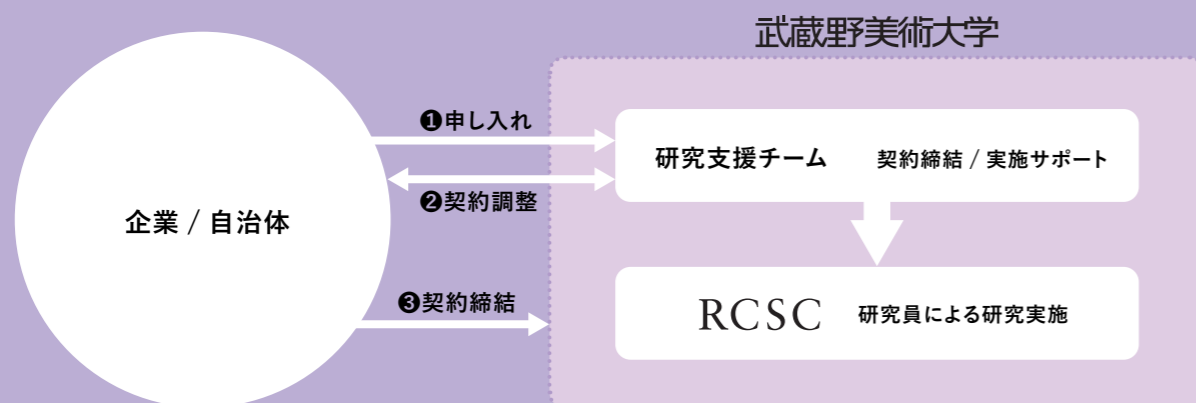 武蔵野美術大学
❶申し入れ
研究支援チーム 契約締結 / 実施サポート
❷契約調整
企業 / 自治体
❸契約締結
RCSC 研究員による研究実施